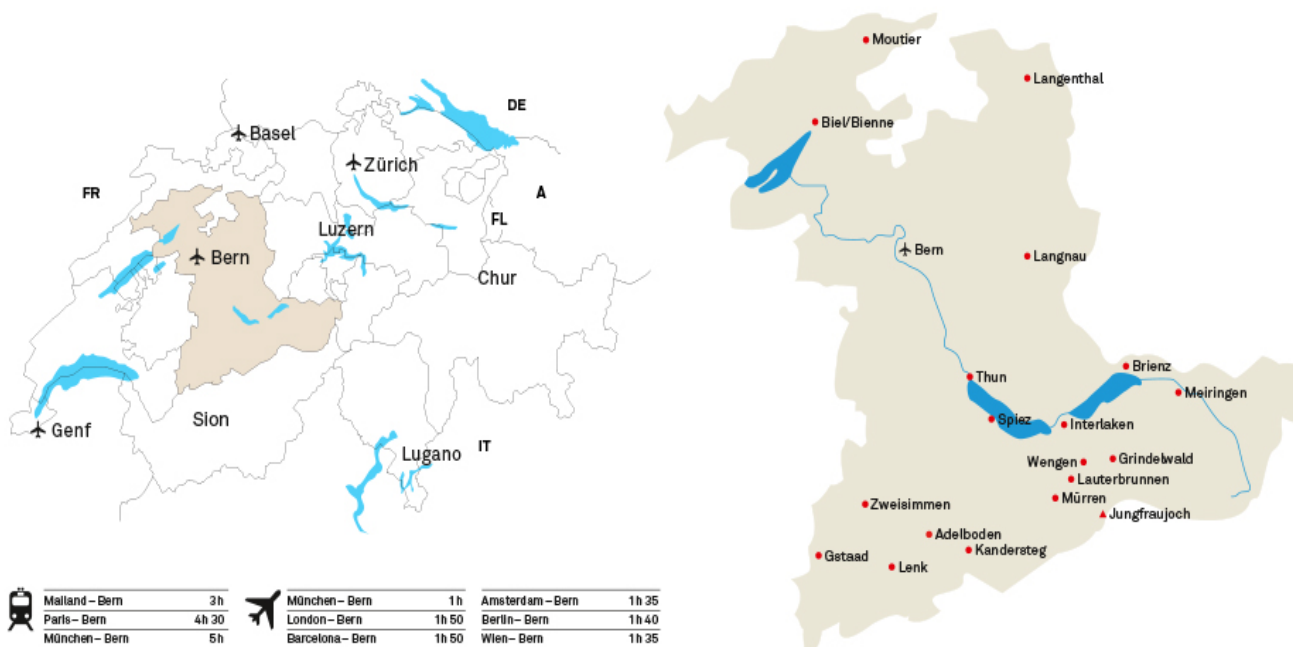 DE
Basel
Zürich
FR
A
FL
Luzern
Bern
Chur
Sion
Genf
IT
Lugano
Mailand – Bern 3 h
Paris – Bern 4 h 30
München – Bern 5 h
München – Bern 1 h
London – Bern 1 h 50
Barcelona – Bern 1 h 50
Amsterdam – Bern 1 h 35
Berlin – Bern 1 h 40
Wien – Bern 1 h 35
Moutier
Langenthal
Biel/Bienne
Bern
Langnau
Brienz
Thun
Meiringen
Spiez
Interlaken
Grindelwald
Wengen
Lauterbrunnen
Mürren
Zweisimmen
Jungfraujoch
Adelboden
Kandersteg
Gstaad
Lenk